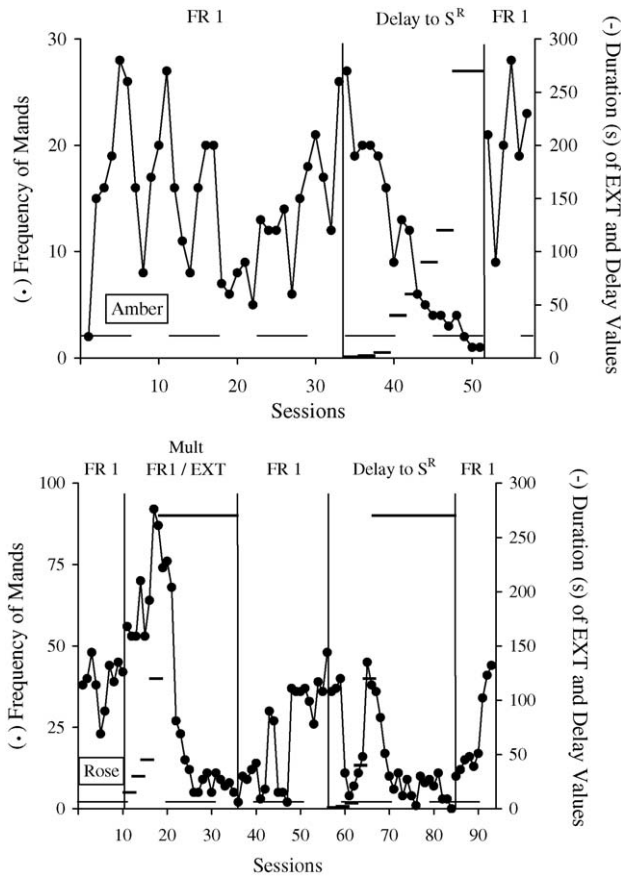 FR 1 Delay to Sᴿ FR 1
30 300
250
20 200
150
10 100
50
0 0
(•) Frequency of Mands
(-) Duration (s) of EXT and Delay Values
Amber
10 20 30 40 50
Sessions
Mult
FR 1 FR1 / EXT FR 1 Delay to Sᴿ FR 1
100 300
250
75
200
50 150
100
25
50
0 0
(•) Frequency of Mands
(-) Duration (s) of EXT and Delay Values
Rose
10 20 30 40 50 60 70 80 90
Sessions